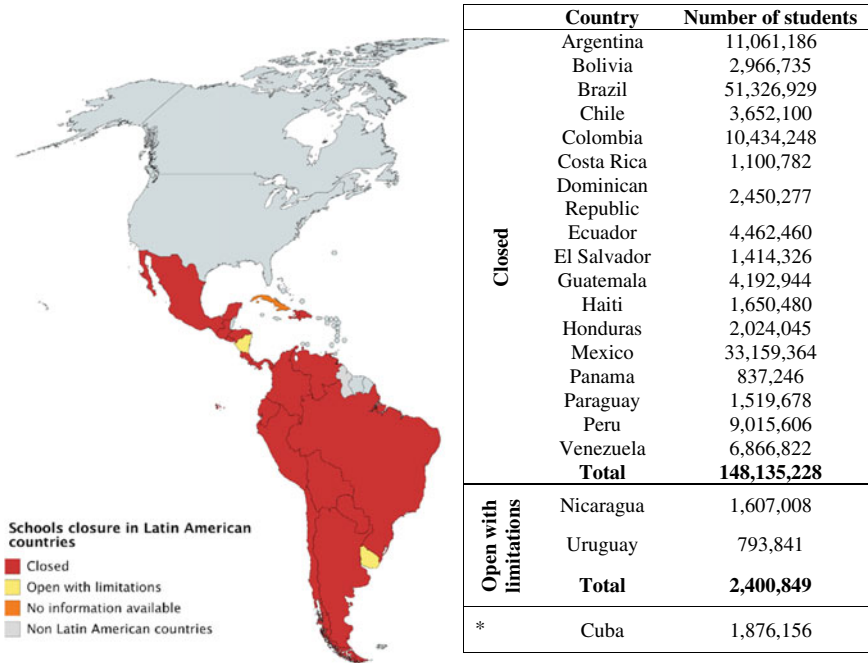 Schools closure in Latin American
countries
Closed
Open with limitations
No information available
Non Latin American countries
Country Number of students
Closed
Argentina 11,061,186
Bolivia 2,966,735
Brazil 51,326,929
Chile 3,652,100
Colombia 10,434,248
Costa Rica 1,100,782
Dominican
Republic 2,450,277
Ecuador 4,462,460
El Salvador 1,414,326
Guatemala 4,192,944
Haiti 1,650,480
Honduras 2,024,045
Mexico 33,159,364
Panama 837,246
Paraguay 1,519,678
Peru 9,015,606
Venezuela 6,866,822
Total 148,135,228
Open with
limitations
Nicaragua 1,607,008
Uruguay 793,841
Total 2,400,849
* Cuba 1,876,156